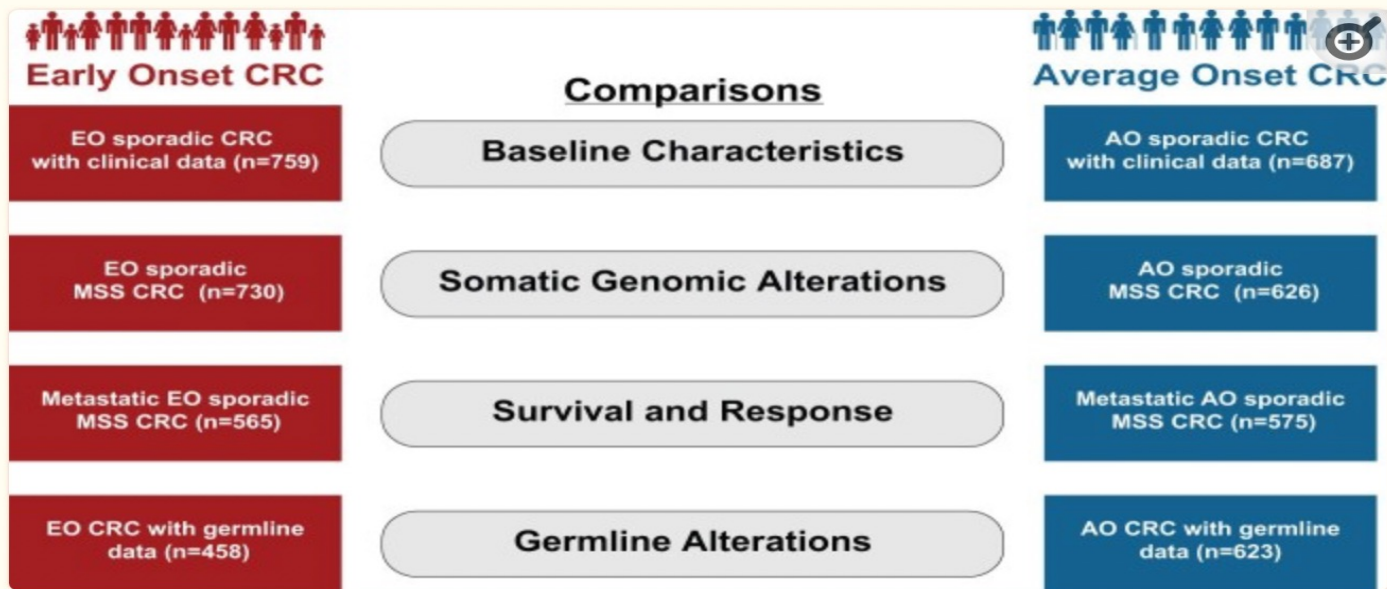 Early Onset CRC
Comparisons
Average Onset CRC
EO sporadic CRC
with clinical data (n=759)
Baseline Characteristics
AO sporadic CRC
with clinical data (n=687)
EO sporadic
MSS CRC (n=730)
Somatic Genomic Alterations
AO sporadic
MSS CRC (n=626)
Metastatic EO sporadic
MSS CRC (n=565)
Survival and Response
Metastatic AO sporadic
MSS CRC (n=575)
EO CRC with germline
data (n=458)
Germline Alterations
AO CRC with germline
data (n=623)